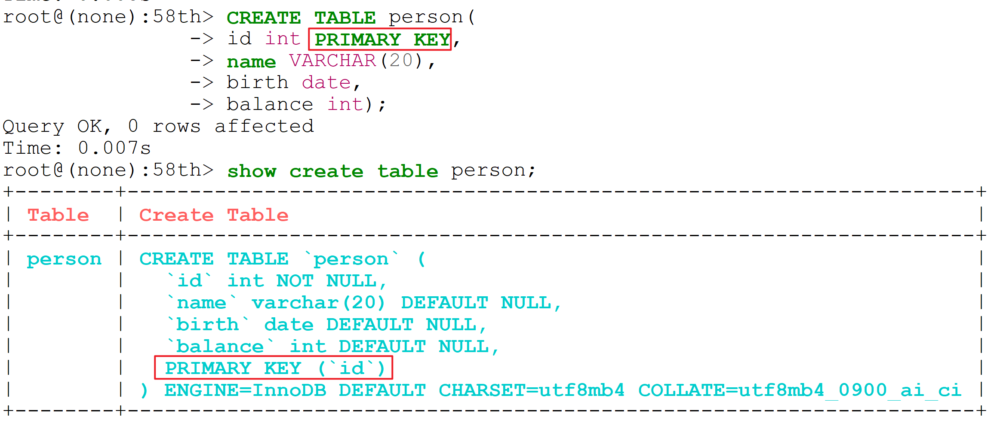 root@(none):58th> CREATE TABLE person(
-> id int PRIMARY KEY,
-> name VARCHAR(20),
-> birth date,
-> balance int);
Query OK, 0 rows affected
Time: 0.007s
root@(none):58th> show create table person;
+--------+--------------------------------------------------------------------+
| Table  | Create Table                                                       |
+--------+--------------------------------------------------------------------+
| person | CREATE TABLE `person` (                                            |
|        |   `id` int NOT NULL,                                               |
|        |   `name` varchar(20) DEFAULT NULL,                                 |
|        |   `birth` date DEFAULT NULL,                                       |
|        |   `balance` int DEFAULT NULL,                                      |
|        |   PRIMARY KEY (`id`)                                               |
|        | ) ENGINE=InnoDB DEFAULT CHARSET=utf8mb4 COLLATE=utf8mb4_0900_ai_ci |
+--------+--------------------------------------------------------------------+